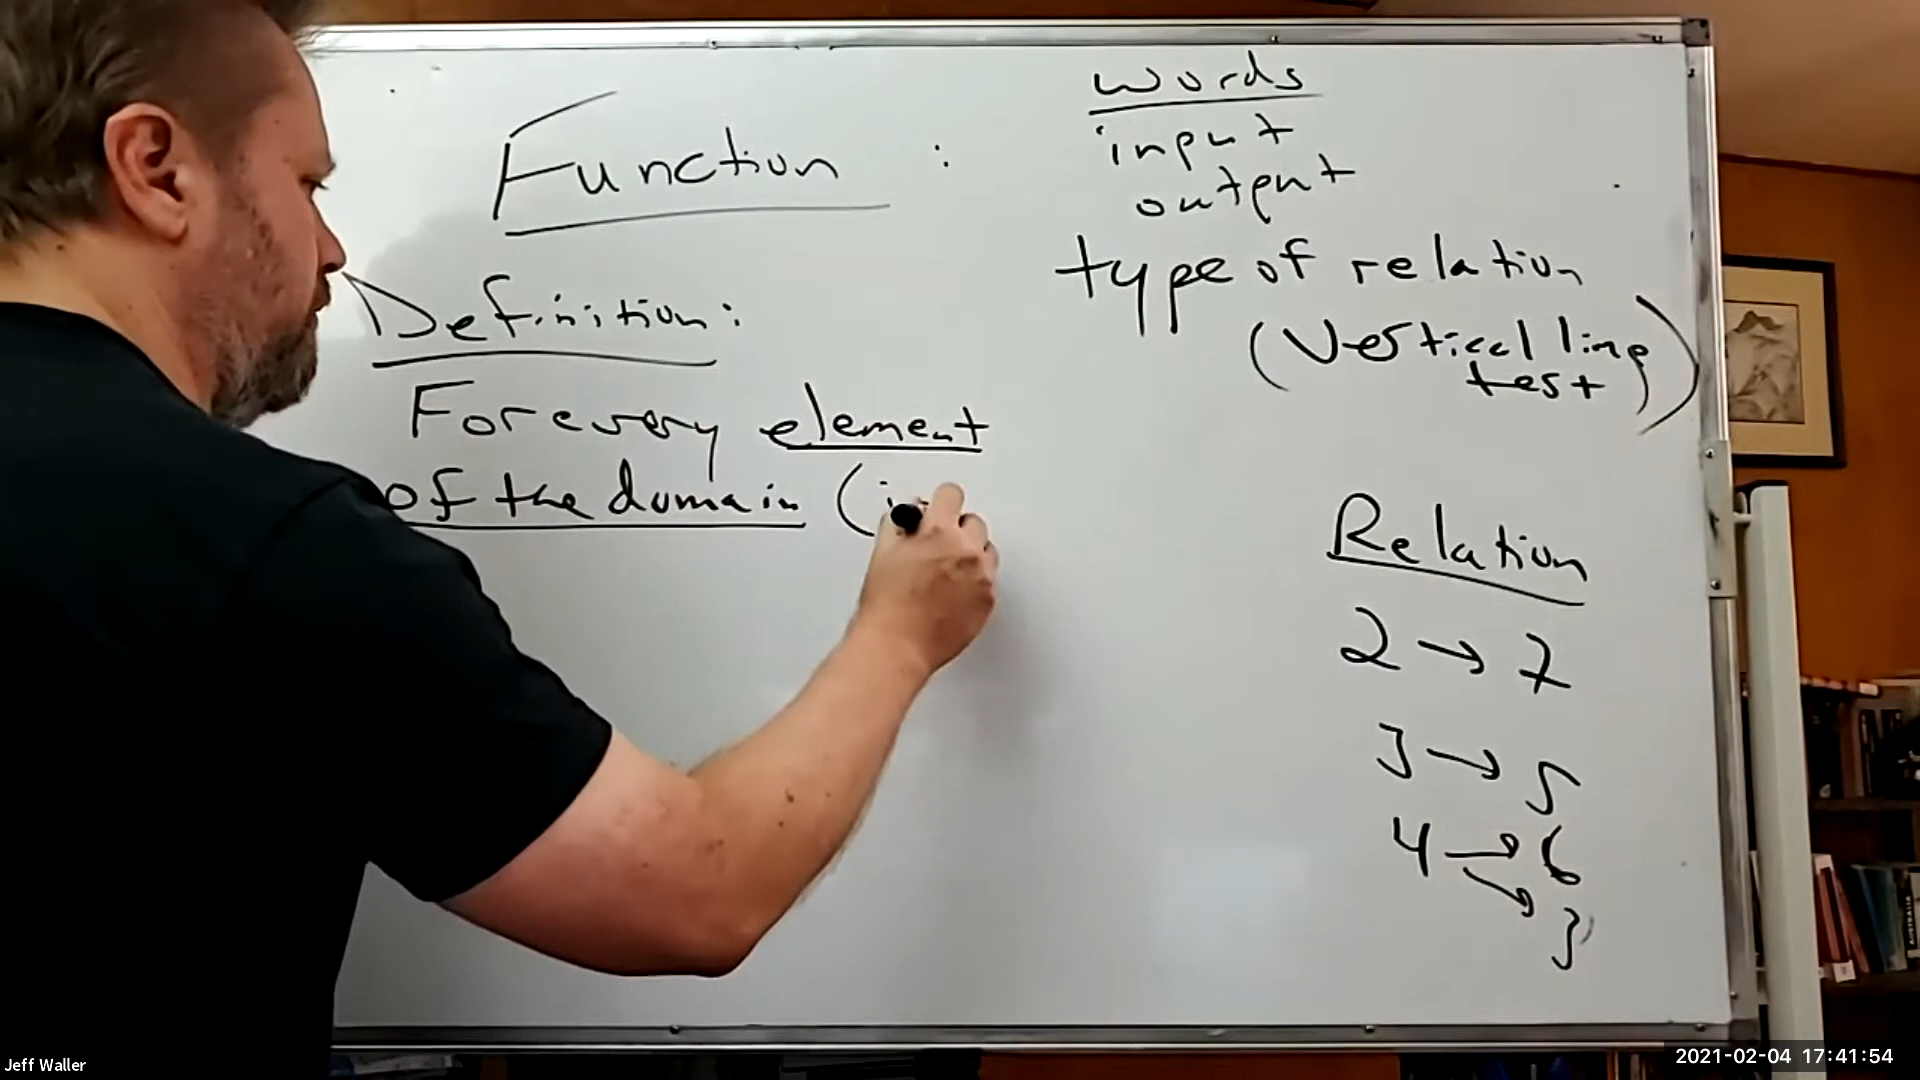 Function :
Definition:
For every element
of the domain (i
words
input
output
type of relation
(Vertical line
test)
Relation
2 → 7
3 → 5
4 → 6
→ 3
AUSTRALIA
Jeff Waller
2021-02-04 17:41:54